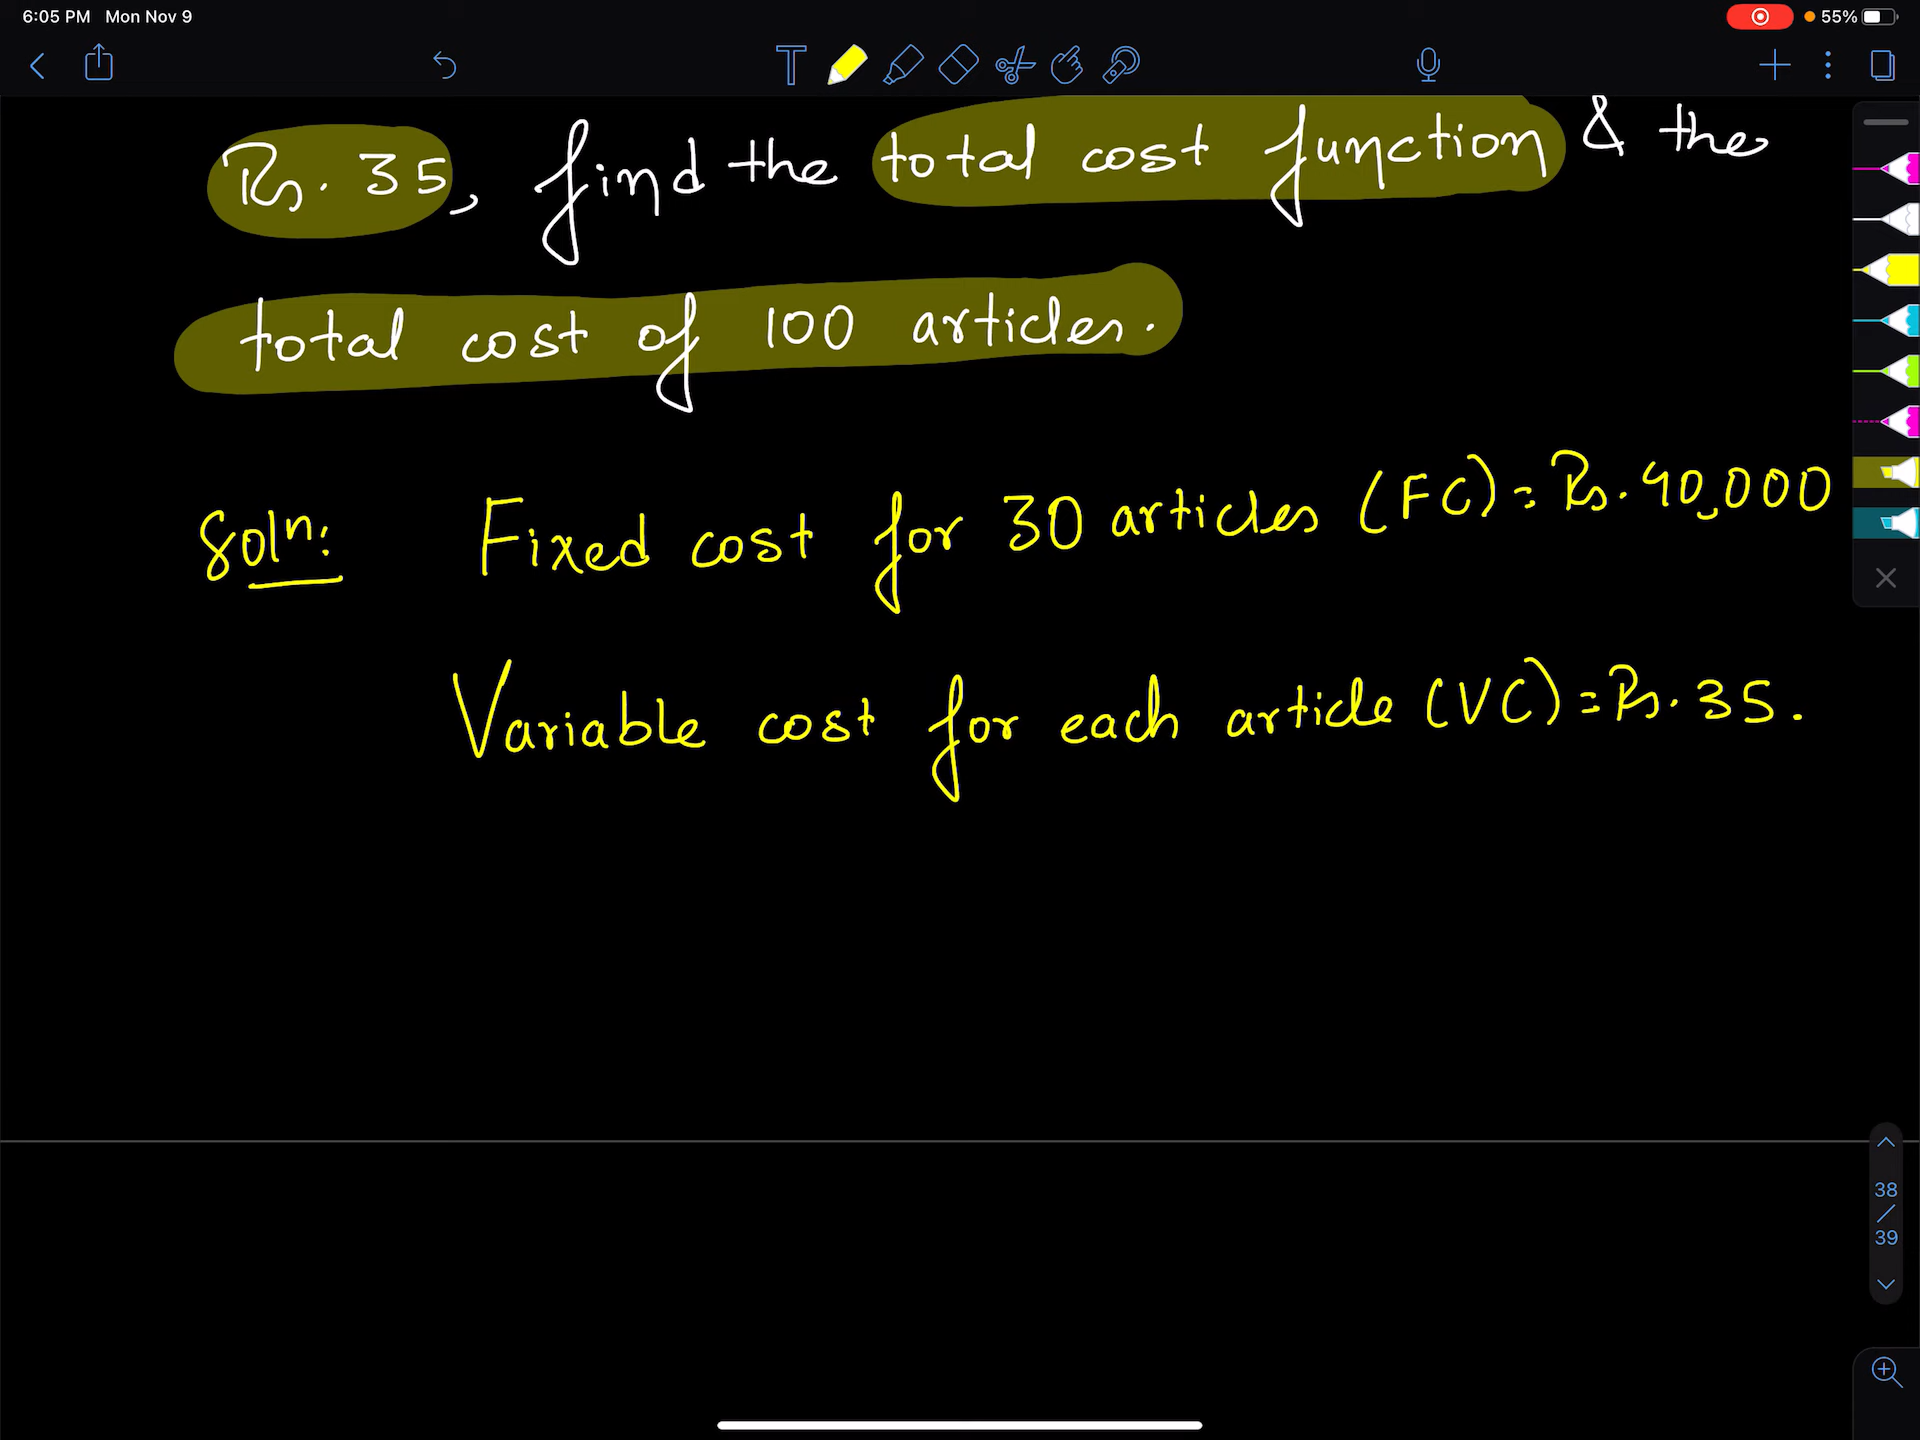 6:05 PM Mon Nov 9
55%
Rs. 35, find the total cost function & the
total cost of 100 articles.
Soln: Fixed cost for 30 articles (FC) = Rs. 40,000
Variable cost for each article (VC) = Rs. 35.
38
/
39